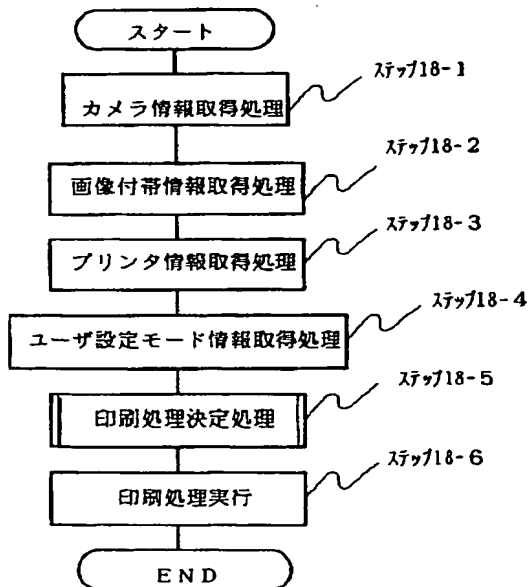 スタート
ステップ18-1
カメラ情報取得処理
ステップ18-2
画像付帯情報取得処理
ステップ18-3
プリンタ情報取得処理
ステップ18-4
ユーザ設定モード情報取得処理
ステップ18-5
印刷処理決定処理
ステップ18-6
印刷処理実行
END